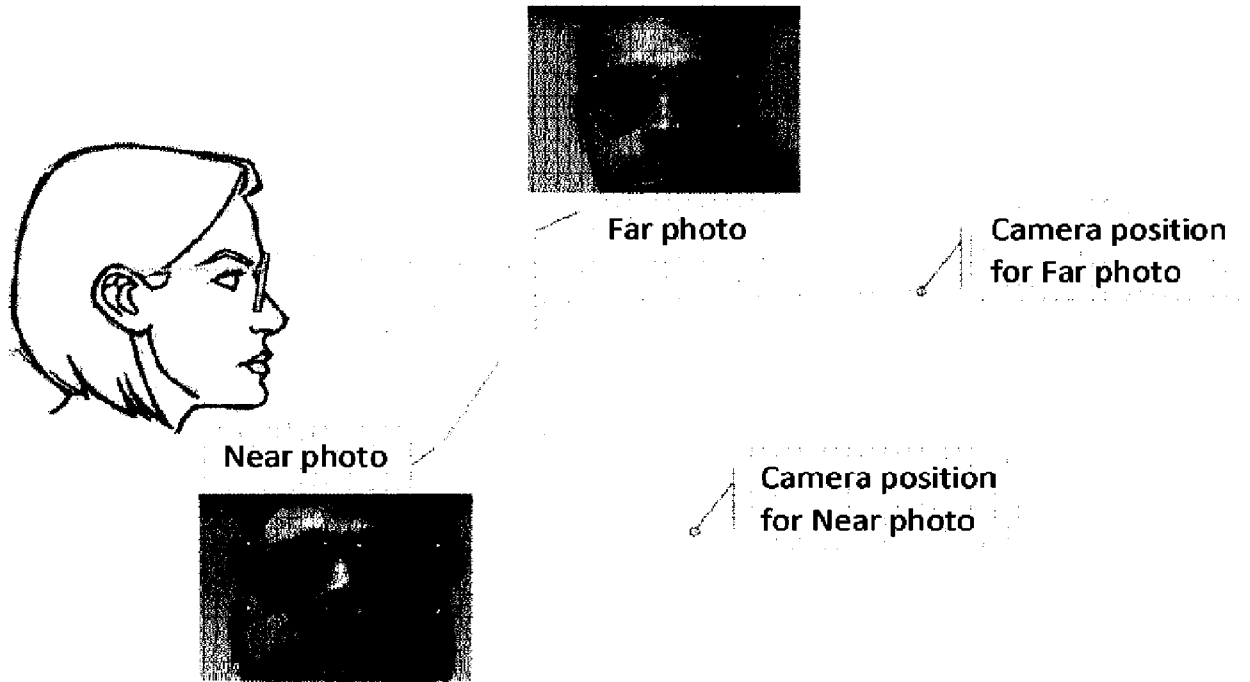 Far photo
Camera position
for Far photo
Near photo
Camera position
for Near photo